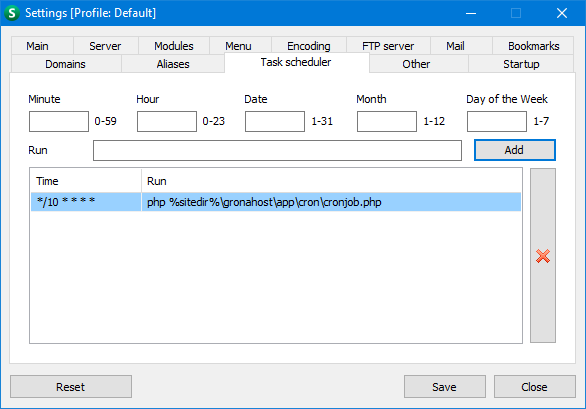 Settings [Profile: Default]
Main Server Modules Menu Encoding FTP server Mail Bookmarks
Domains Aliases Task scheduler Other Startup
Minute Hour Date Month Day of the Week
0-59 0-23 1-31 1-12 1-7
Run Add
Time Run
*/10 * * * * php %sitedir%\gronahost\app\cron\cronjob.php
Reset Save Close